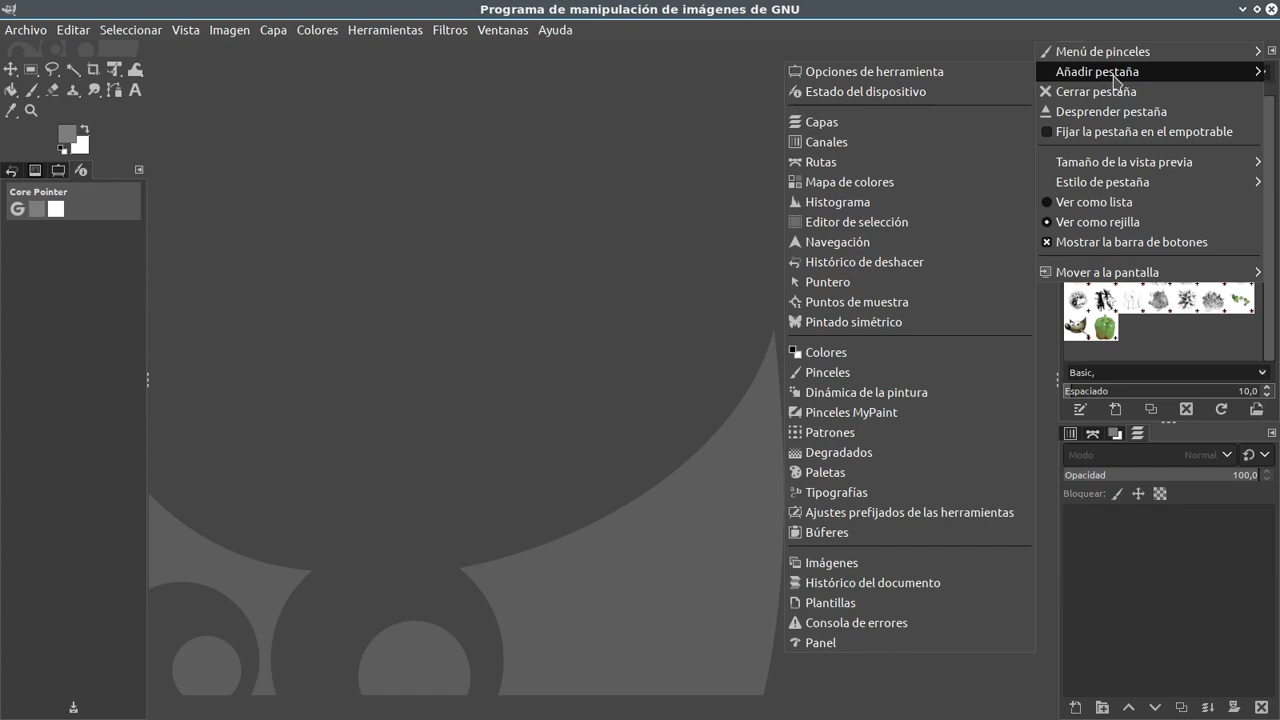 Programa de manipulación de imágenes de GNU
Archivo Editar Seleccionar Vista Imagen Capa Colores Herramientas Filtros Ventanas Ayuda
Core Pointer
Opciones de herramienta
Estado del dispositivo
Capas
Canales
Rutas
Mapa de colores
Histograma
Editor de selección
Navegación
Histórico de deshacer
Puntero
Puntos de muestra
Pintado simétrico
Colores
Pinceles
Dinámica de la pintura
Pinceles MyPaint
Patrones
Degradados
Paletas
Tipografías
Ajustes prefijados de las herramientas
Búferes
Imágenes
Histórico del documento
Plantillas
Consola de errores
Panel
Menú de pinceles
Añadir pestaña
Cerrar pestaña
Desprender pestaña
Fijar la pestaña en el empotrable
Tamaño de la vista previa
Estilo de pestaña
Ver como lista
Ver como rejilla
Mostrar la barra de botones
Mover a la pantalla
Basic,
Espaciado 10,0
Modo Normal
Opacidad 100,0
Bloquear: